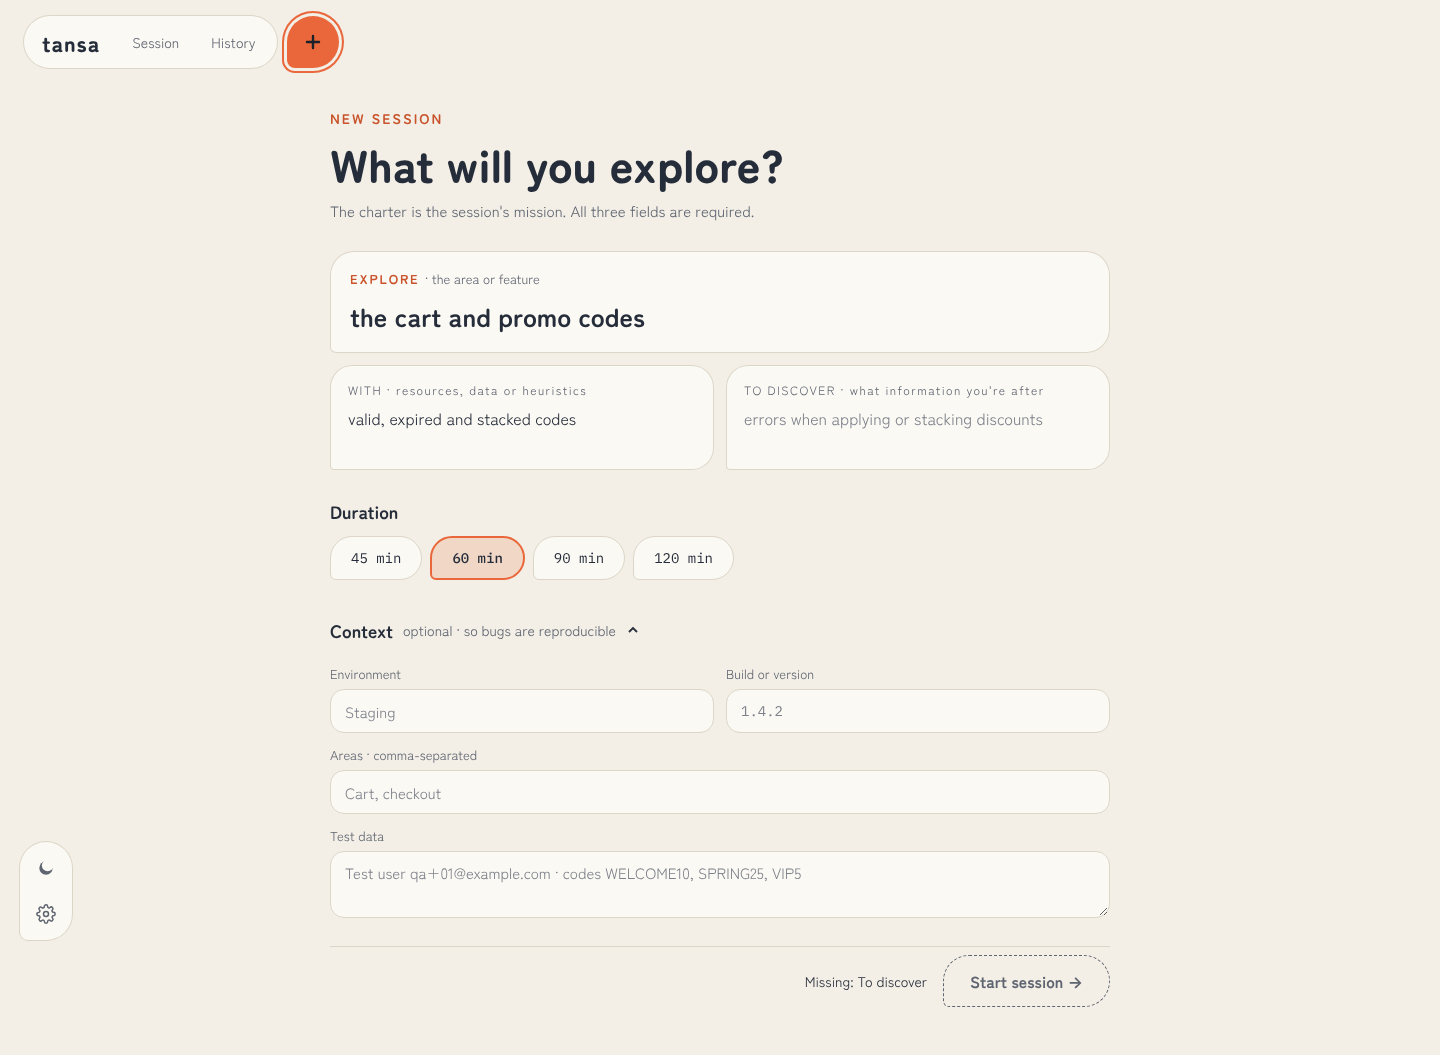 tansa Session History
NEW SESSION
What will you explore?
The charter is the session's mission. All three fields are required.
EXPLORE · the area or feature
the cart and promo codes
WITH · resources, data or heuristics
valid, expired and stacked codes
TO DISCOVER · what information you're after
errors when applying or stacking discounts
Duration
45 min 60 min 90 min 120 min
Context optional · so bugs are reproducible
Environment
Staging
Build or version
1.4.2
Areas · comma-separated
Cart, checkout
Test data
Test user qa+01@example.com · codes WELCOME10, SPRING25, VIP5
Missing: To discover
Start session →